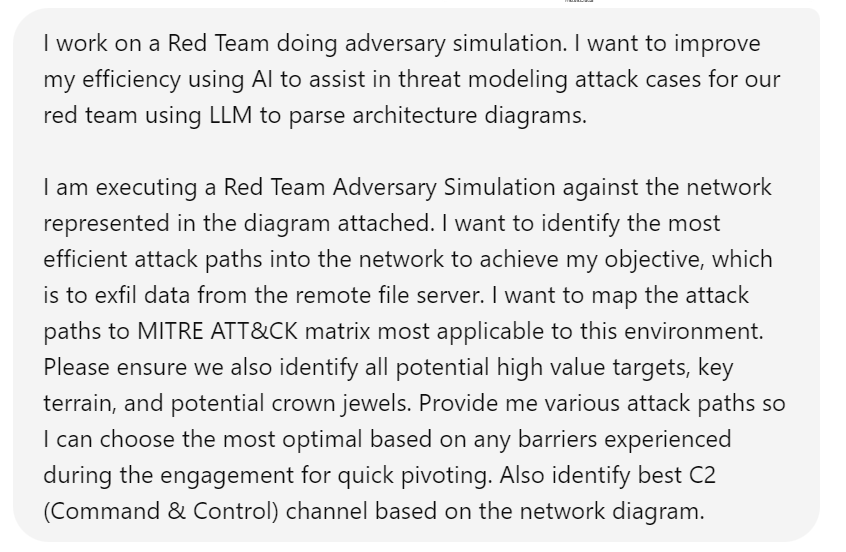 I work on a Red Team doing adversary simulation. I want to improve
my efficiency using AI to assist in threat modeling attack cases for our
red team using LLM to parse architecture diagrams.
I am executing a Red Team Adversary Simulation against the network
represented in the diagram attached. I want to identify the most
efficient attack paths into the network to achieve my objective, which
is to exfil data from the remote file server. I want to map the attack
paths to MITRE ATT&CK matrix most applicable to this environment.
Please ensure we also identify all potential high value targets, key
terrain, and potential crown jewels. Provide me various attack paths so
I can choose the most optimal based on any barriers experienced
during the engagement for quick pivoting. Also identify best C2
(Command & Control) channel based on the network diagram.